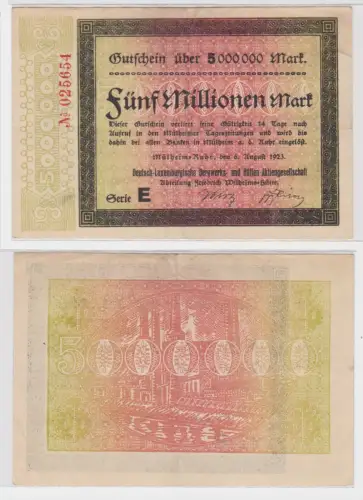 Gutschein über 5000000 Mark.
№ 025654
5000000
Fünf Millionen Mark
Dieser Gutschein verliert seine Gültigkeit 14 Tage nach
Aufruf in den Mülheimer Tageszeitungen und wird bis
dahin bei allen Banken in Mülheim a. d. Ruhr eingelöst.
Mülheim-Ruhr, den 6. August 1923.
Deutsch-Luxemburgische Bergwerks- und Hütten-Aktiengesellschaft
Abteilung Friedrich Wilhelms-Hütte.
Serie E
5000000